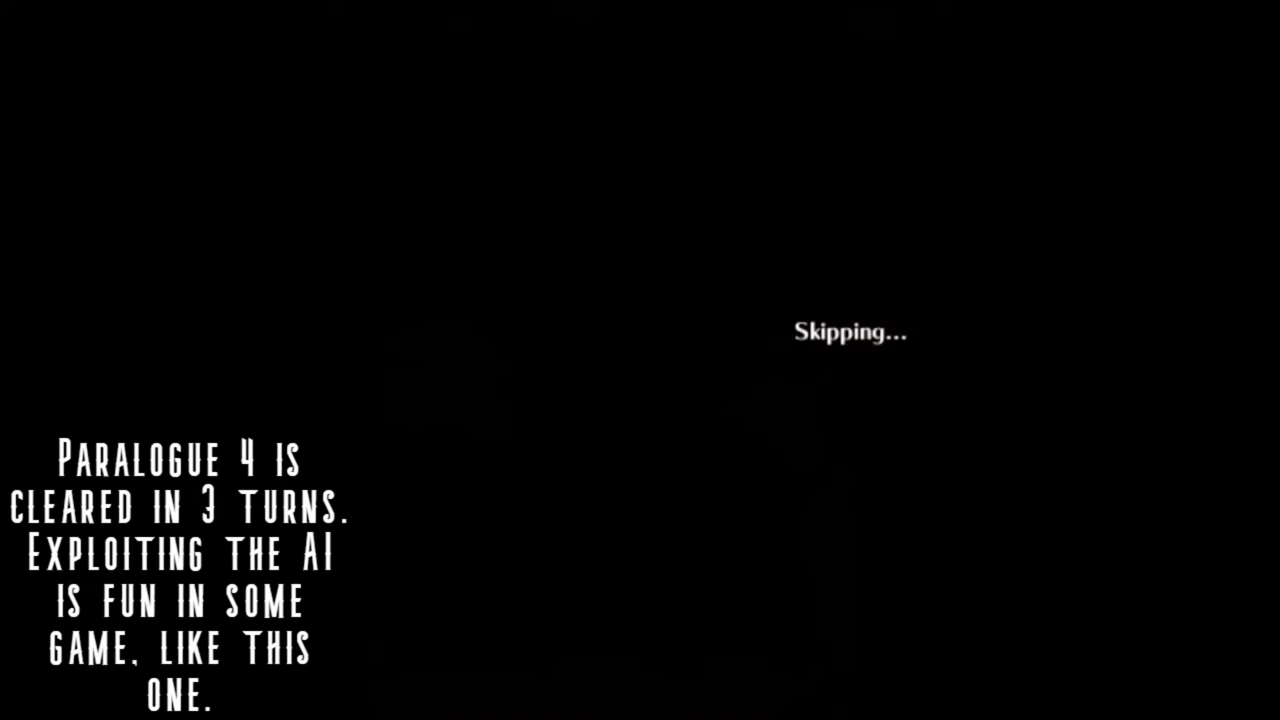 Skipping...
Paralogue 4 is
cleared in 3 turns.
Exploiting the AI
is fun in some
game, like this
one.